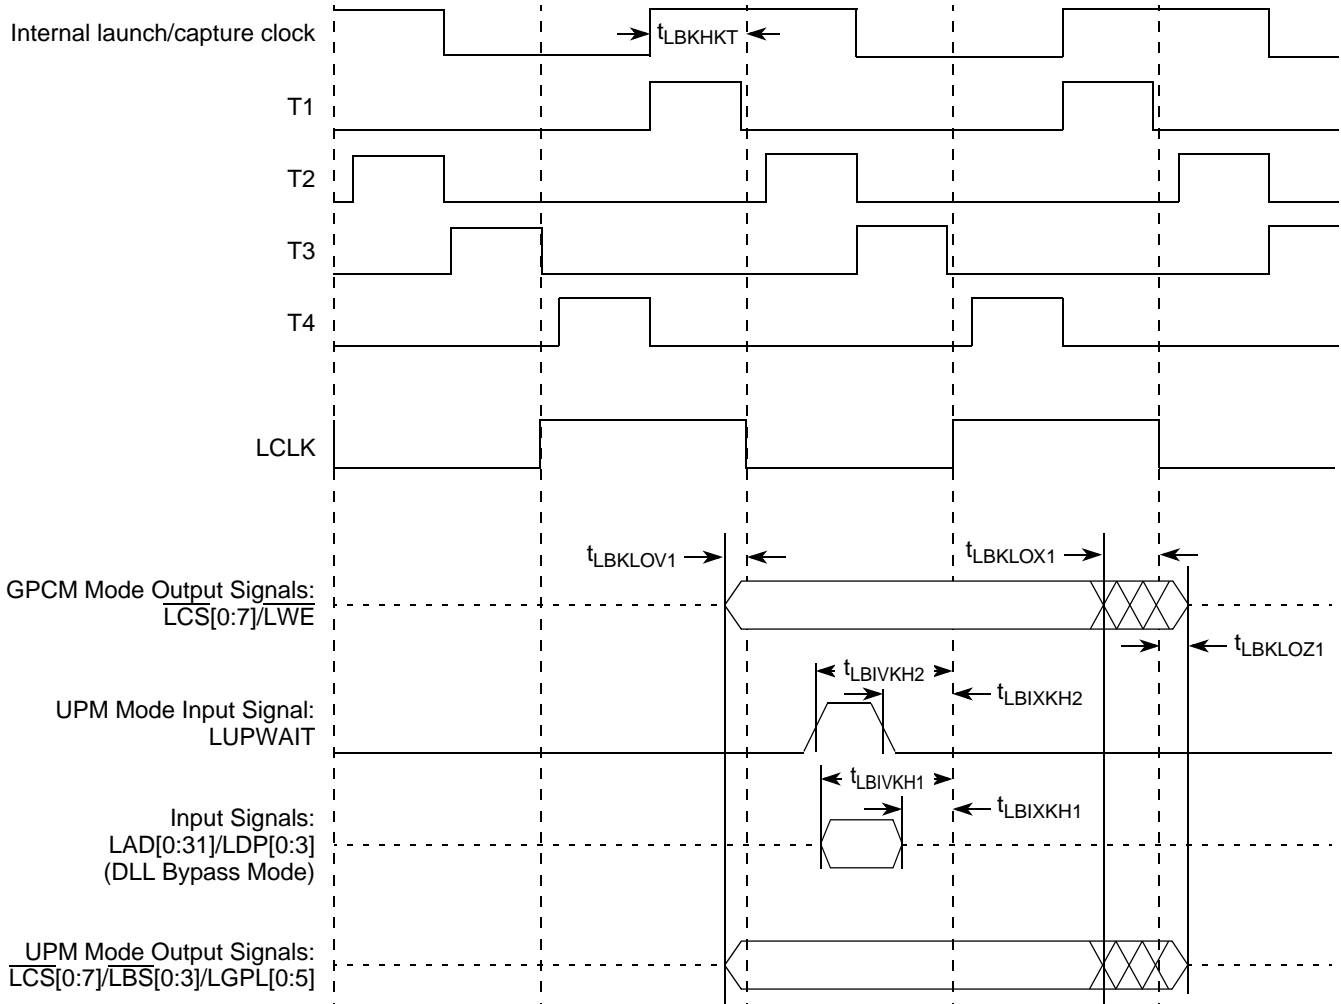 Internal launch/capture clock
tLBKHKT
T1
T2
T3
T4
LCLK
tLBKLOV1
tLBKLOX1
GPCM Mode Output Signals:
LCS[0:7]/LWE
tLBKLOZ1
tLBIVKH2
tLBIXKH2
UPM Mode Input Signal:
LUPWAIT
tLBIVKH1
tLBIXKH1
Input Signals:
LAD[0:31]/LDP[0:3]
(DLL Bypass Mode)
UPM Mode Output Signals:
LCS[0:7]/LBS[0:3]/LGPL[0:5]